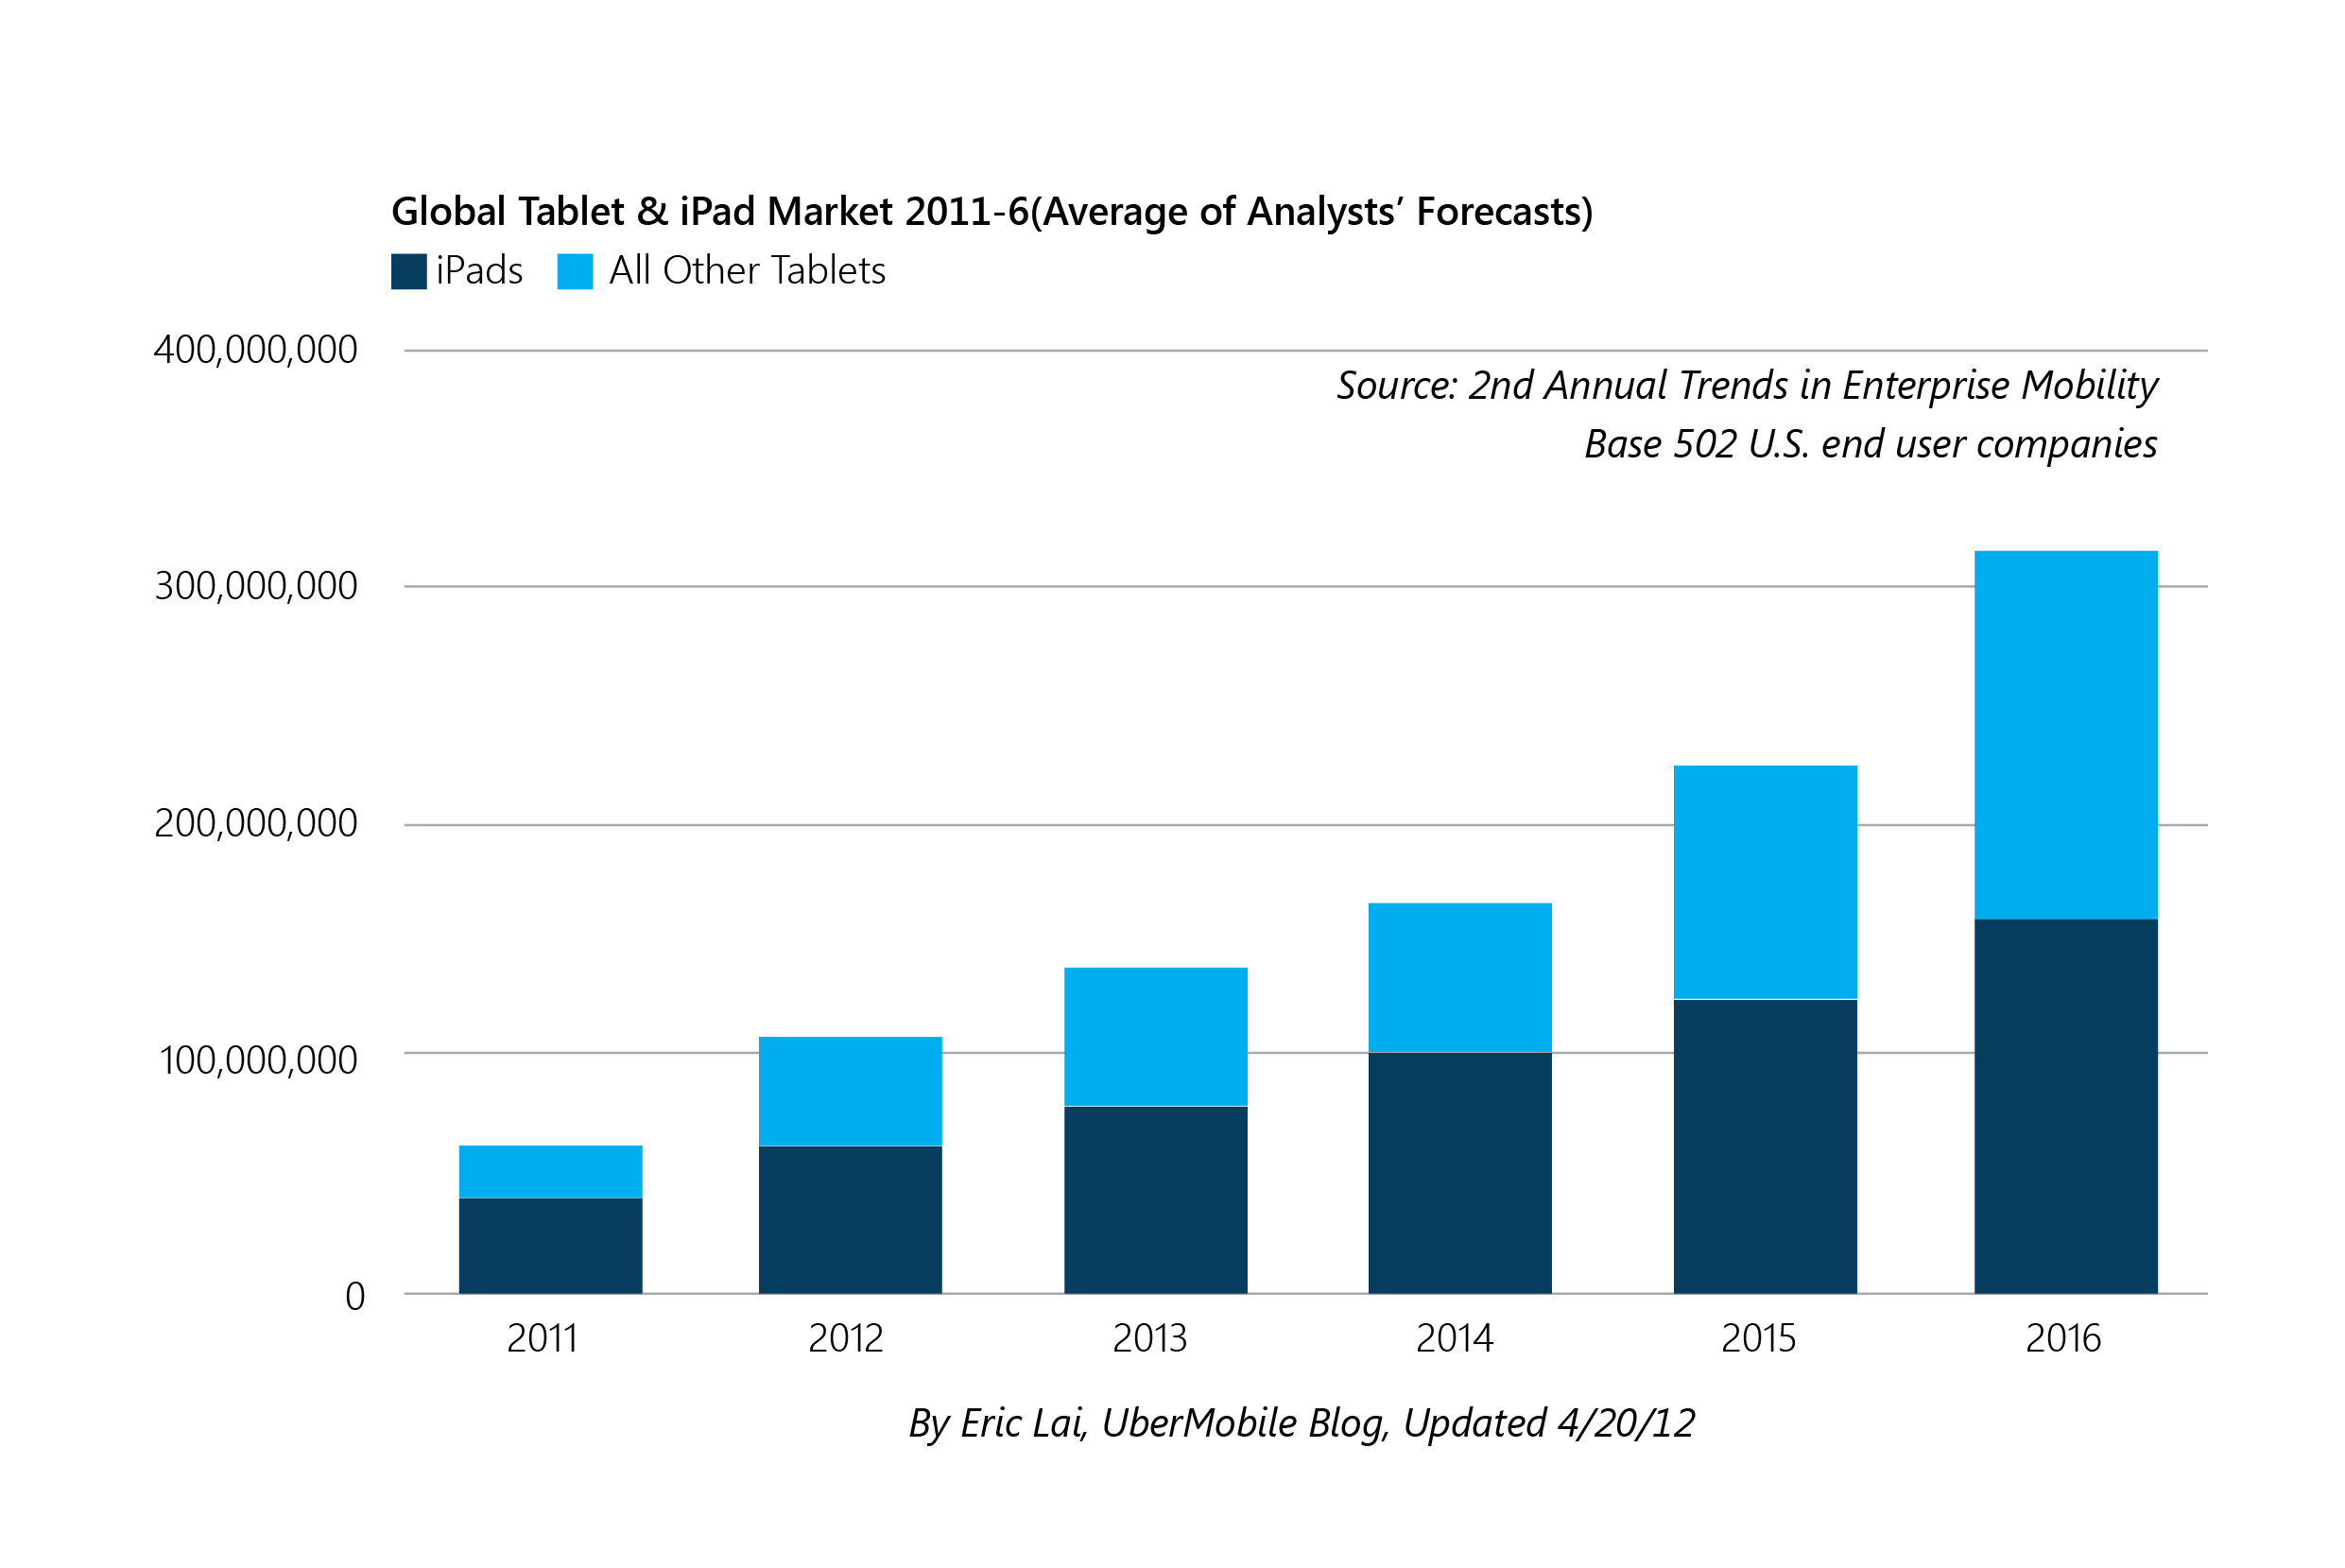 Global Tablet & iPad Market 2011-6(Average of Analysts’ Forecasts)
iPads All Other Tablets
400,000,000
Source: 2nd Annual Trends in Enterprise Mobility
Base 502 U.S. end user companies
300,000,000
200,000,000
100,000,000
0
2011 2012 2013 2014 2015 2016
By Eric Lai, UberMobile Blog, Updated 4/20/12